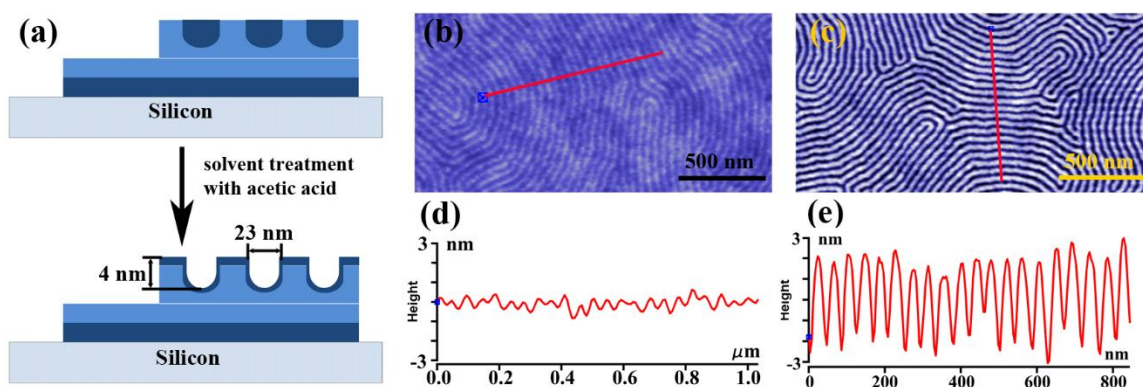 (a)
Silicon
solvent treatment
with acetic acid
23 nm
4 nm
Silicon
(b)
500 nm
(c)
500 nm
(d)
3
nm
Height
-3
μm
0.0 0.2 0.4 0.6 0.8 1.0
(e)
3
nm
Height
-3
nm
0 200 400 600 800